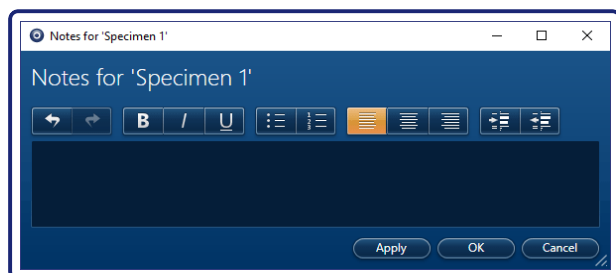 Notes for 'Specimen 1'
Notes for 'Specimen 1'
B I U
Apply OK Cancel